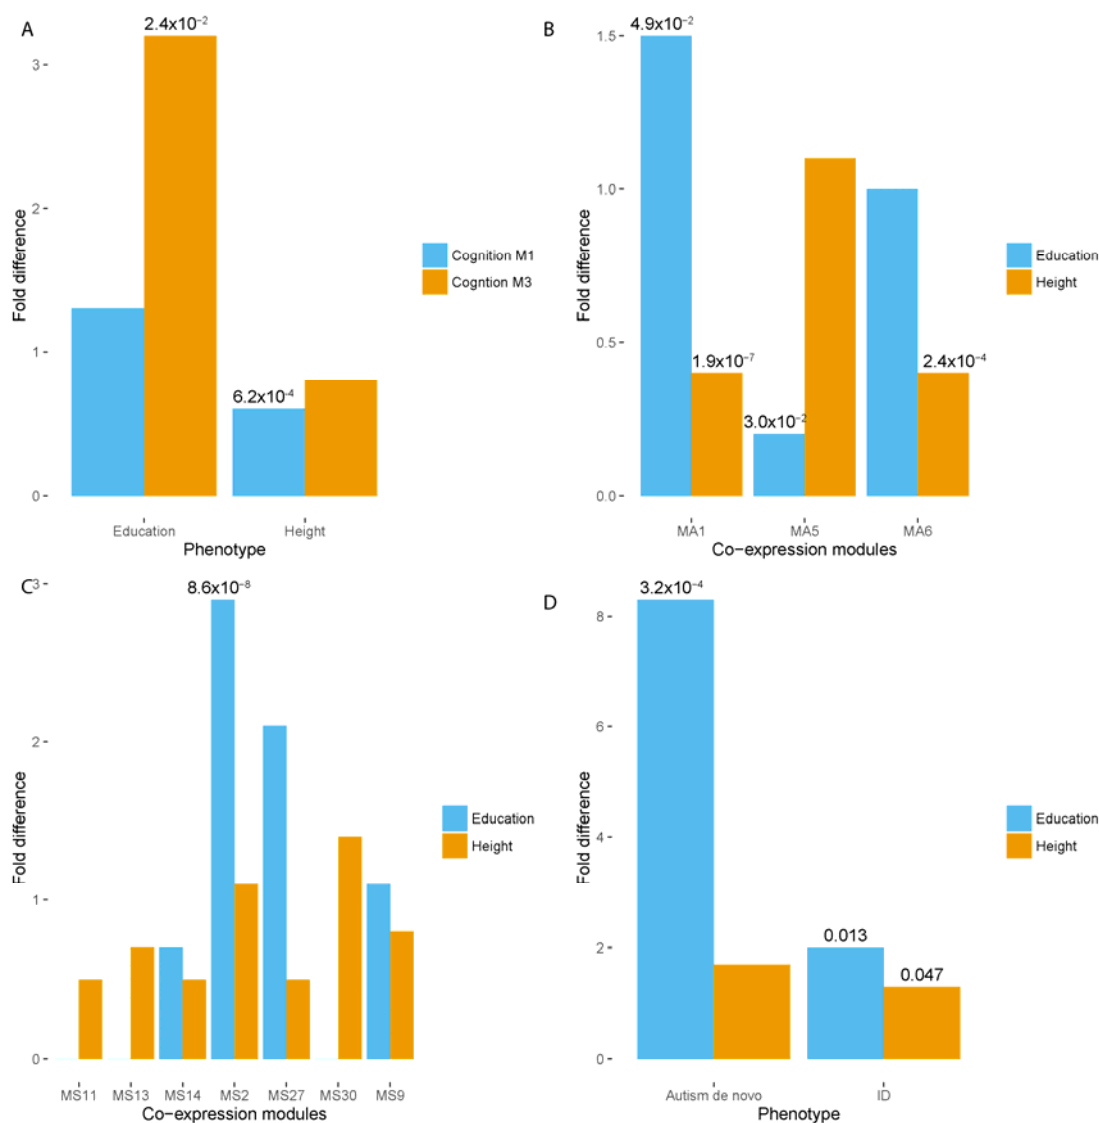 A
2.4x10⁻²
3
2
1
0
6.2x10⁻⁴
Fold difference
Education Height
Phenotype
Cognition M1
Cogntion M3
B
4.9x10⁻²
1.5
1.0
0.5
0.0
1.9x10⁻⁷
3.0x10⁻²
2.4x10⁻⁴
Fold difference
MA1 MA5 MA6
Co-expression modules
Education
Height
C
3
2
1
0
8.6x10⁻⁸
Fold difference
MS11 MS13 MS14 MS2 MS27 MS30 MS9
Co-expression modules
Education
Height
D
3.2x10⁻⁴
8
6
4
2
0
0.013
0.047
Fold difference
Autism de novo ID
Phenotype
Education
Height